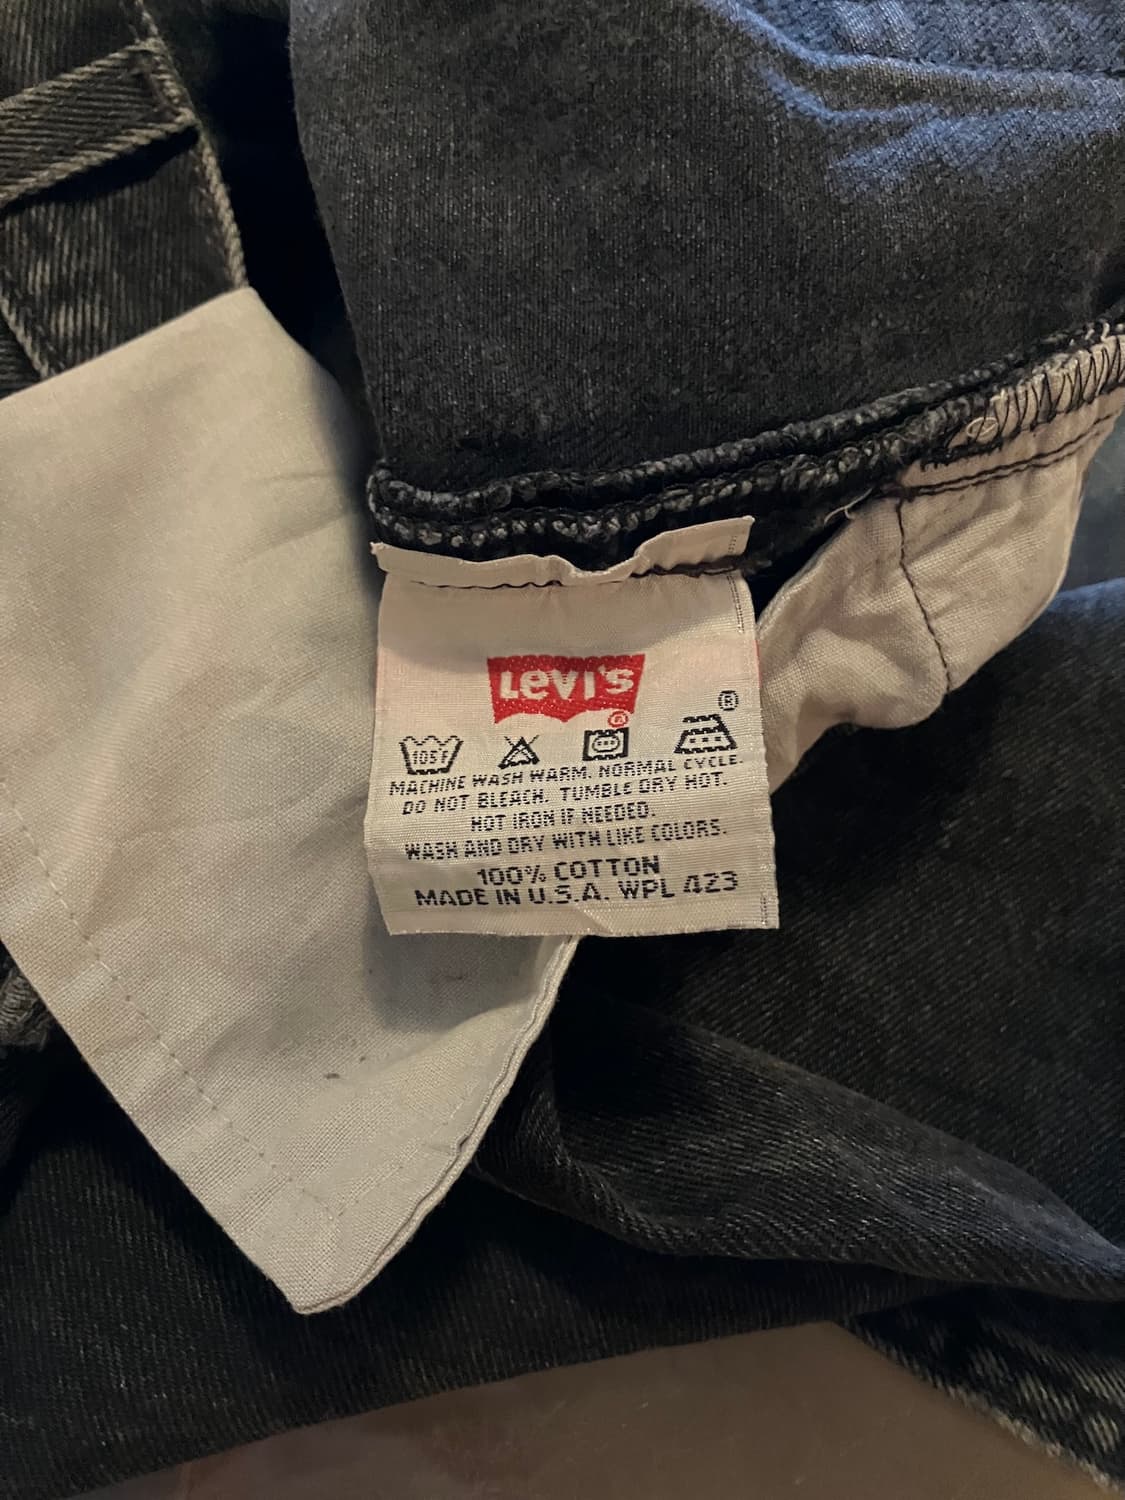 LEVI'S
®
®
105F
MACHINE WASH WARM. NORMAL CYCLE.
DO NOT BLEACH. TUMBLE DRY HOT.
HOT IRON IF NEEDED.
WASH AND DRY WITH LIKE COLORS.
100% COTTON
MADE IN U.S.A. WPL 423